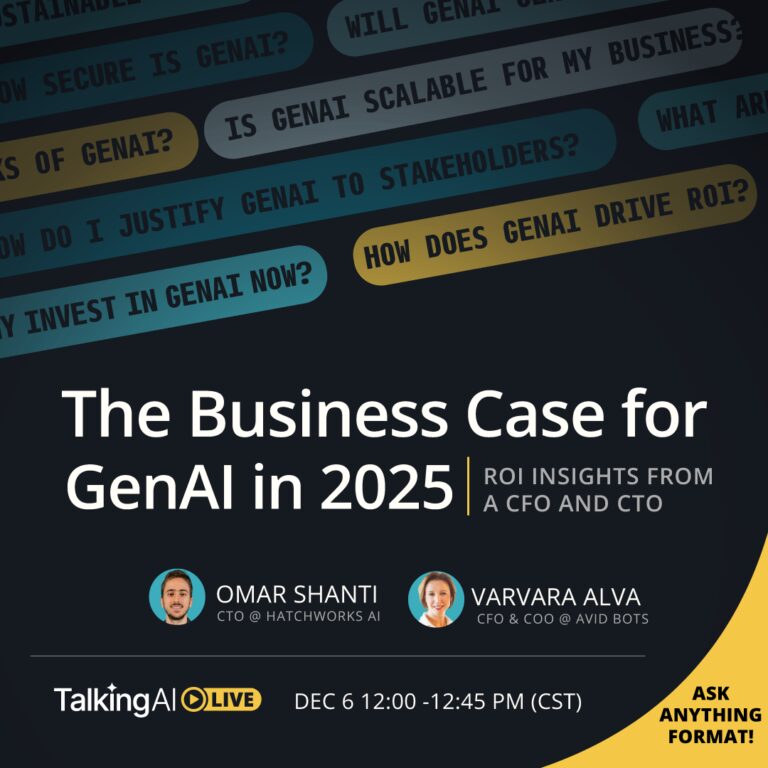 STAINABLE
WILL GENAI
OW SECURE IS GENAI?
IS GENAI SCALABLE FOR MY BUSINESS?
KS OF GENAI?
WHAT AR
OW DO I JUSTIFY GENAI TO STAKEHOLDERS?
HOW DOES GENAI DRIVE ROI?
Y INVEST IN GENAI NOW?
The Business Case for
GenAI in 2025
ROI INSIGHTS FROM
A CFO AND CTO
OMAR SHANTI
CTO @ HATCHWORKS AI
VARVARA ALVA
CFO & COO @ AVID BOTS
TalkingAI LIVE
DEC 6 12:00 -12:45 PM (CST)
ASK
ANYTHING
FORMAT!